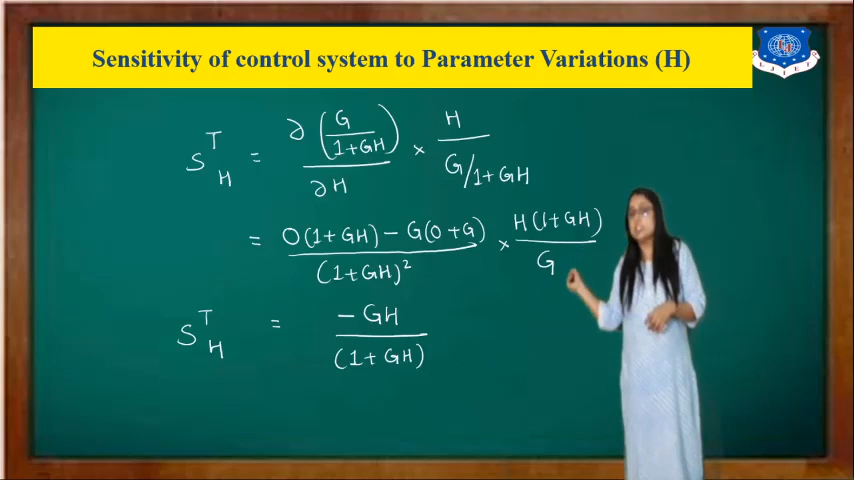 Sensitivity of control system to Parameter Variations (H)
LJIET
S^T_H = ∂(G/(1+GH))/∂H × H/(G/1+GH)
= (0(1+GH) − G(0+G))/(1+GH)² × H(1+GH)/G
S^T_H = −GH/(1+GH)